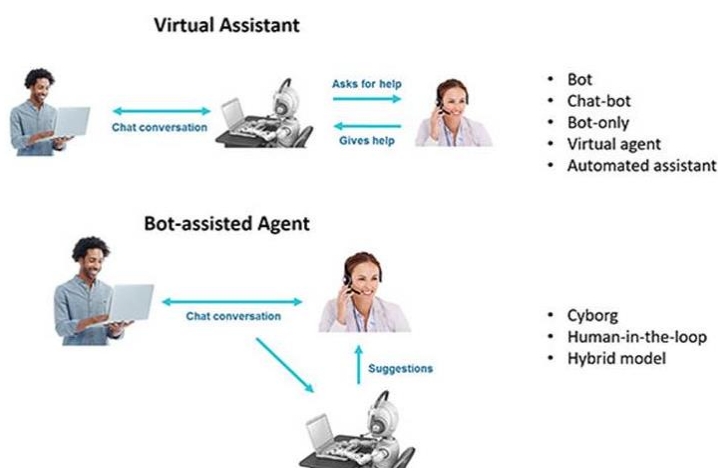 Virtual Assistant
Chat conversation
Asks for help
Gives help
• Bot
• Chat-bot
• Bot-only
• Virtual agent
• Automated assistant
Bot-assisted Agent
Chat conversation
Suggestions
• Cyborg
• Human-in-the-loop
• Hybrid model